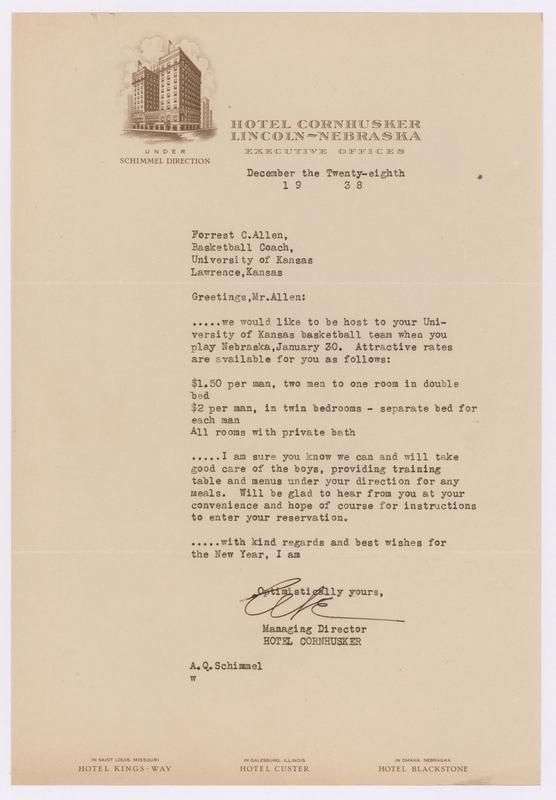 HOTEL CORNHUSKER
LINCOLN~NEBRASKA
EXECUTIVE OFFICES
UNDER
SCHIMMEL DIRECTION
December the Twenty-eighth
19 38
Forrest C.Allen,
Basketball Coach,
University of Kansas
Lawrence,Kansas
Greetings,Mr.Allen:
.....we would like to be host to your Uni-
versity of Kansas basketball team when you
play Nebraska,January 30. Attractive rates
are available for you as follows:
$1.50 per man, two men to one room in double
bed
$2 per man, in twin bedrooms - separate bed for
each man
All rooms with private bath
.....I am sure you know we can and will take
good care of the boys, providing training
table and menus under your direction for any
meals. Will be glad to hear from you at your
convenience and hope of course for instructions
to enter your reservation.
.....with kind regards and best wishes for
the New Year, I am
Optimistically yours,
Managing Director
HOTEL CORNHUSKER
A.Q.Schimmel
w
IN SAINT LOUIS, MISSOURI
HOTEL KINGS-WAY
IN GALESBURG, ILLINOIS
HOTEL CUSTER
IN OMAHA, NEBRASKA
HOTEL BLACKSTONE